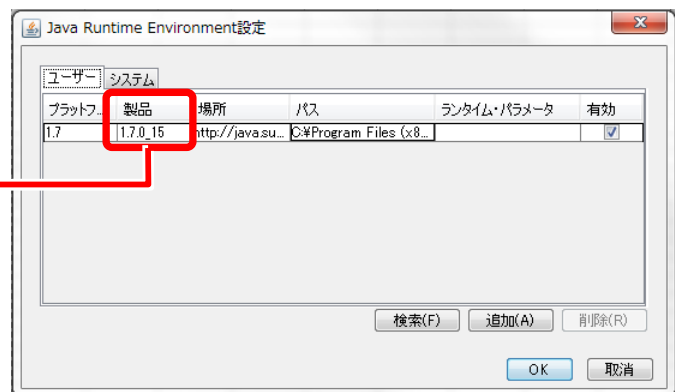 Java Runtime Environment設定
ユーザー システム
プラットフ... 製品 場所 パス ランタイム・パラメータ 有効
1.7 1.7.0_15 http://java.su... C:¥Program Files (x8...
検索(F) 追加(A) 削除(R)
OK 取消